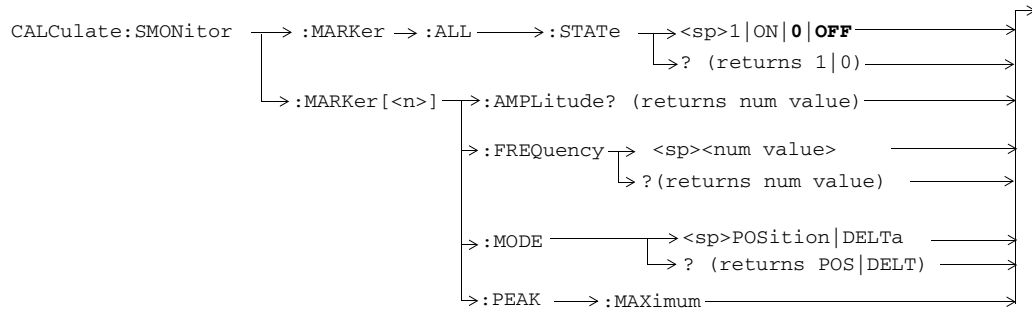 CALCulate:SMONitor :MARKer :ALL :STATe <sp>1|ON|0|OFF
? (returns 1|0)
:MARKer[<n>] :AMPLitude? (returns num value)
:FREQuency <sp><num value>
?(returns num value)
:MODE <sp>POSition|DELTa
? (returns POS|DELT)
:PEAK :MAXimum